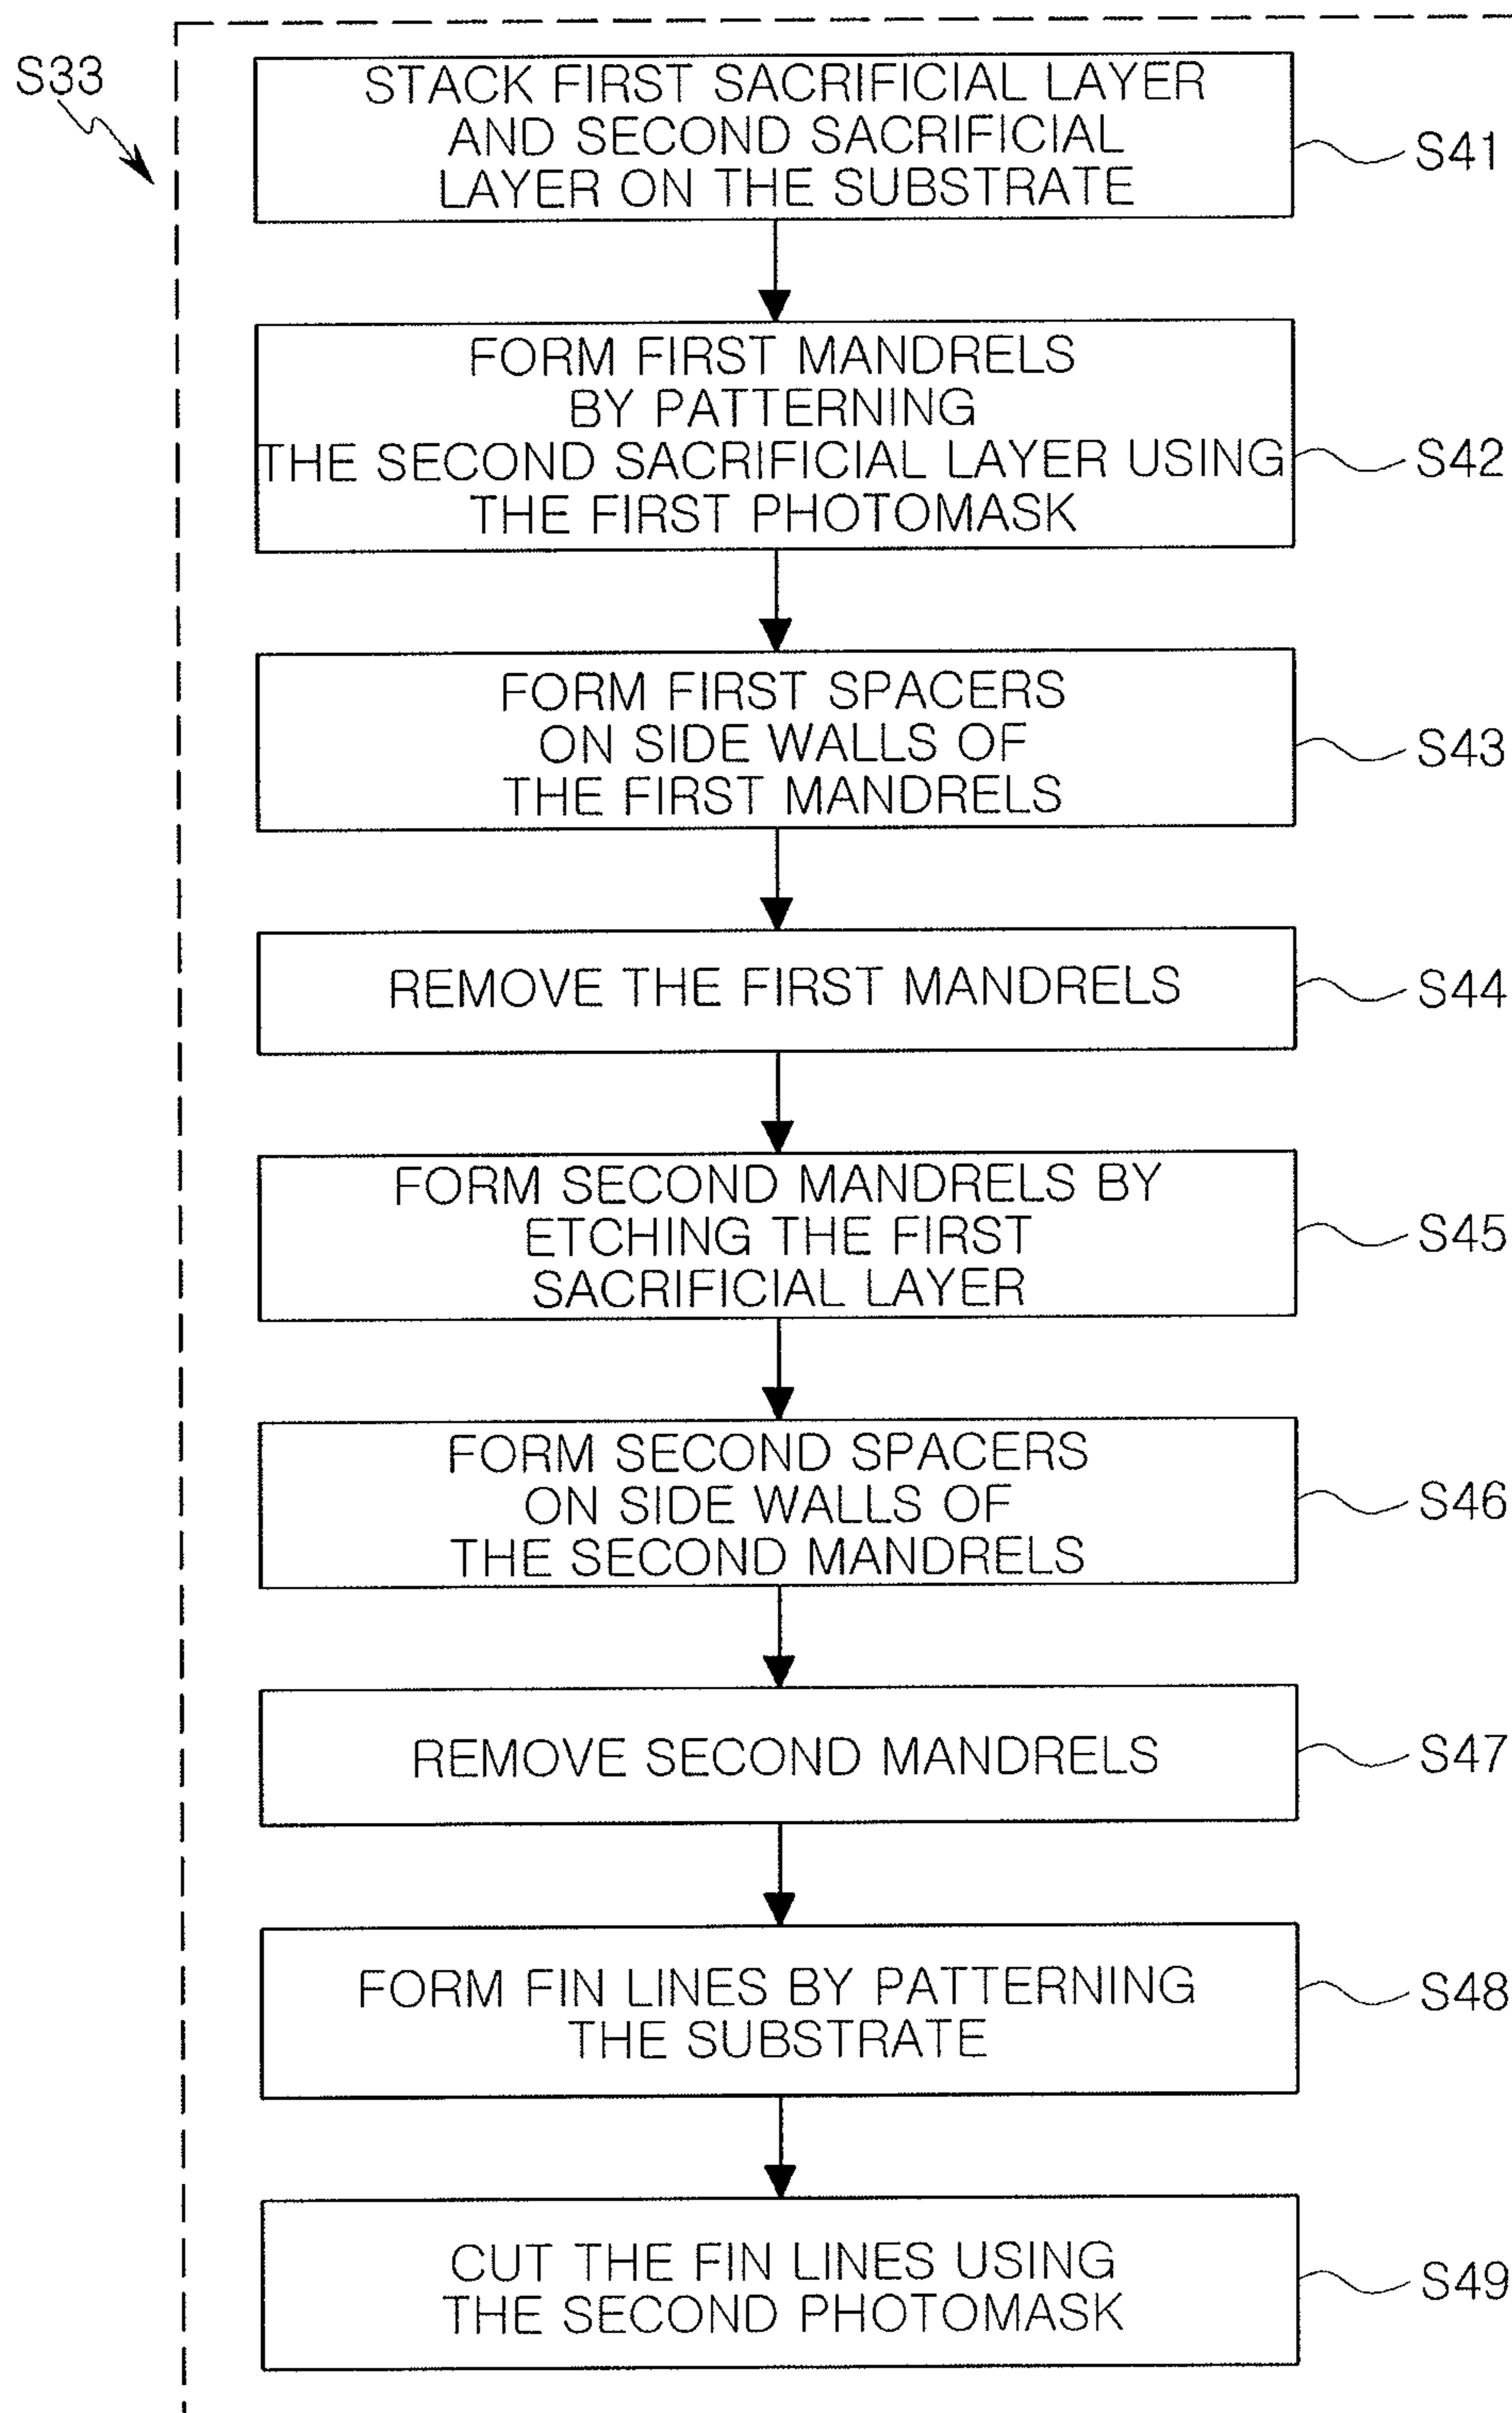 S33
STACK FIRST SACRIFICIAL LAYER
AND SECOND SACRIFICIAL
LAYER ON THE SUBSTRATE
S41
FORM FIRST MANDRELS
BY PATTERNING
THE SECOND SACRIFICIAL LAYER USING
THE FIRST PHOTOMASK
S42
FORM FIRST SPACERS
ON SIDE WALLS OF
THE FIRST MANDRELS
S43
REMOVE THE FIRST MANDRELS
S44
FORM SECOND MANDRELS BY
ETCHING THE FIRST
SACRIFICIAL LAYER
S45
FORM SECOND SPACERS
ON SIDE WALLS OF
THE SECOND MANDRELS
S46
REMOVE SECOND MANDRELS
S47
FORM FIN LINES BY PATTERNING
THE SUBSTRATE
S48
CUT THE FIN LINES USING
THE SECOND PHOTOMASK
S49